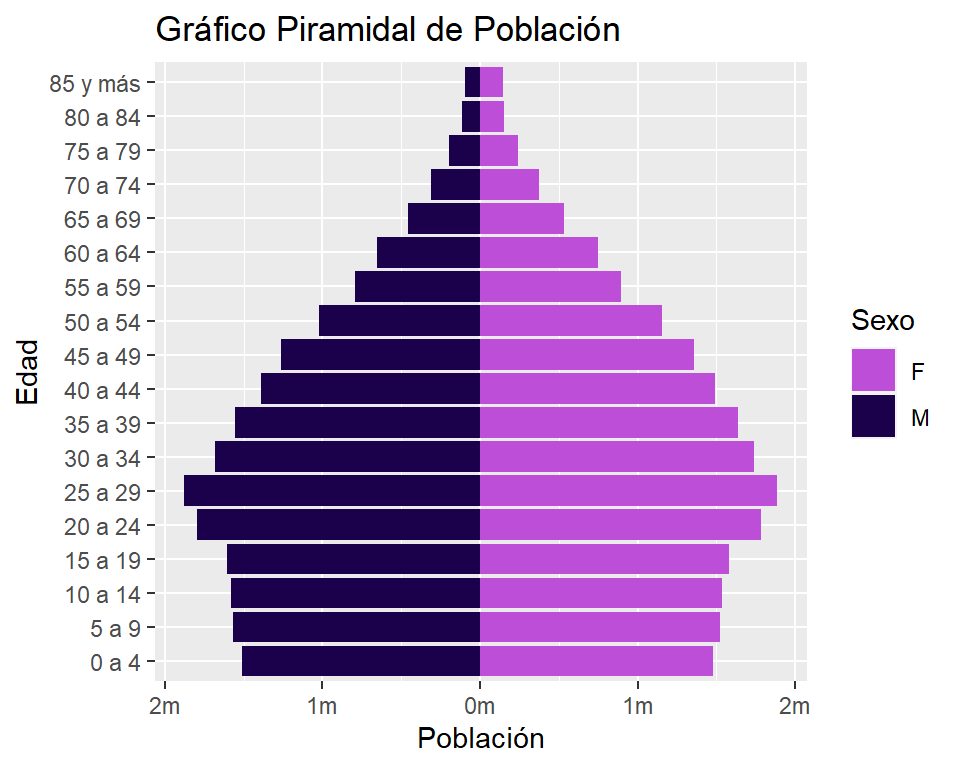 Gráfico Piramidal de Población
85 y más
80 a 84
75 a 79
70 a 74
65 a 69
60 a 64
55 a 59
50 a 54
45 a 49
40 a 44
35 a 39
30 a 34
25 a 29
20 a 24
15 a 19
10 a 14
5 a 9
0 a 4
Edad
2m 1m 0m 1m 2m
Población
Sexo
F
M